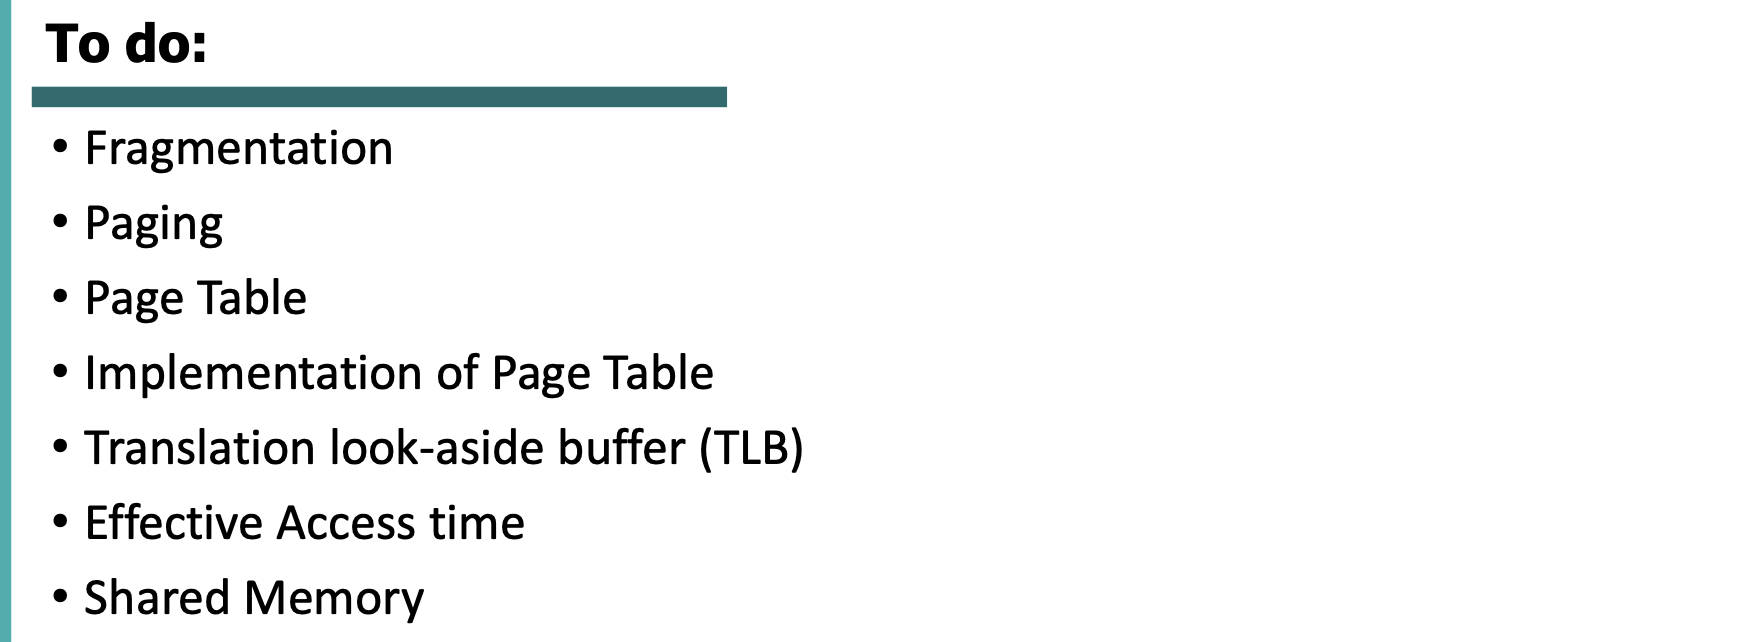 To do:
• Fragmentation
• Paging
• Page Table
• Implementation of Page Table
• Translation look-aside buffer (TLB)
• Effective Access time
• Shared Memory